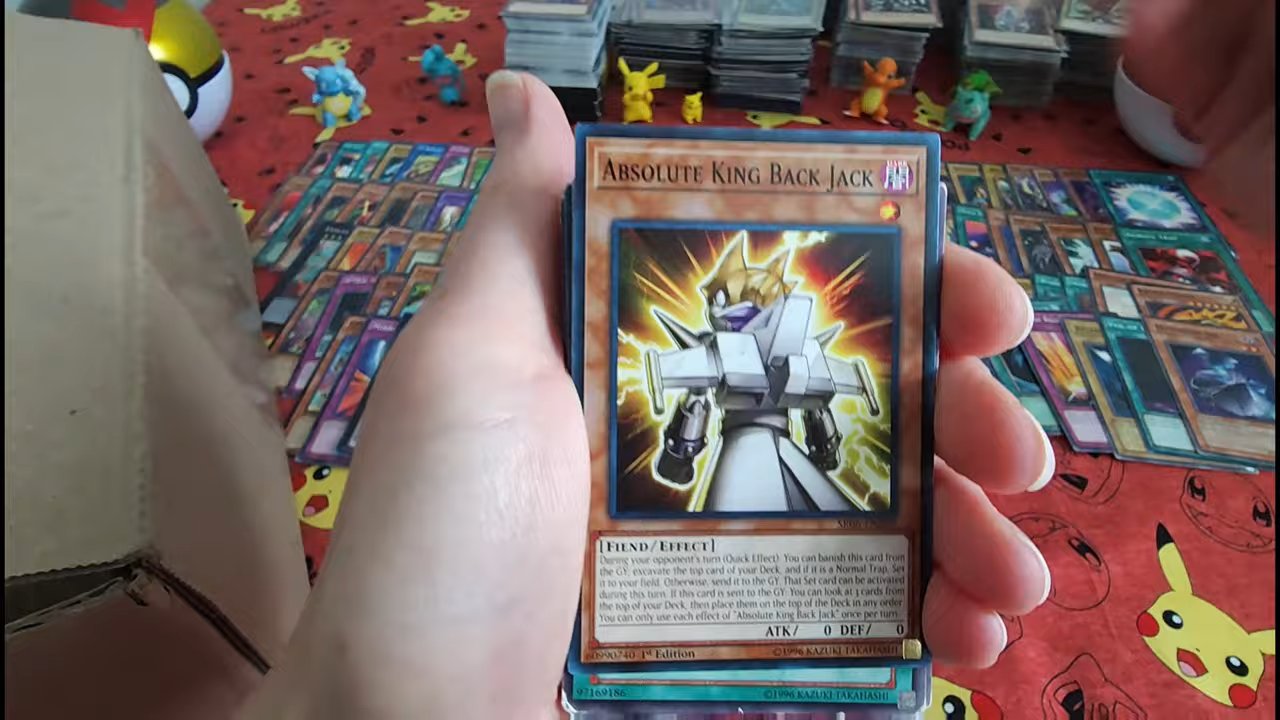 ABSOLUTE KING BACK JACK
[FIEND/EFFECT]
During your opponent's turn (Quick Effect): You can banish this card from
the GY; excavate the top card of your Deck, and if it is a Normal Trap, Set
it to your field. Otherwise, send it to the GY. That Set card can be activated
during this turn. If this card is sent to the GY: You can look at 3 cards from
the top of your Deck, then place them on the top of the Deck in any order.
You can only use each effect of "Absolute King Back Jack" once per turn.
ATK/ 0 DEF/ 0
60990740 1st Edition ©1996 KAZUKI TAKAHASHI
97169186 ©1996 KAZUKI TAKAHASHI